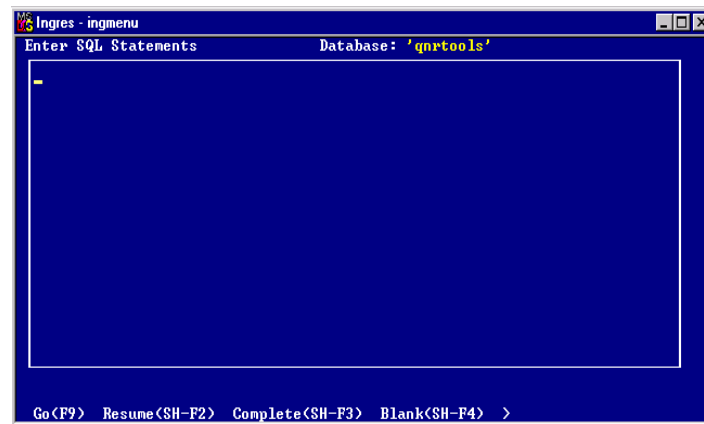 Ingres - ingmenu
Enter SQL Statements Database: 'qnrtools'
Go(F9) Resume(SH-F2) Complete(SH-F3) Blank(SH-F4) >